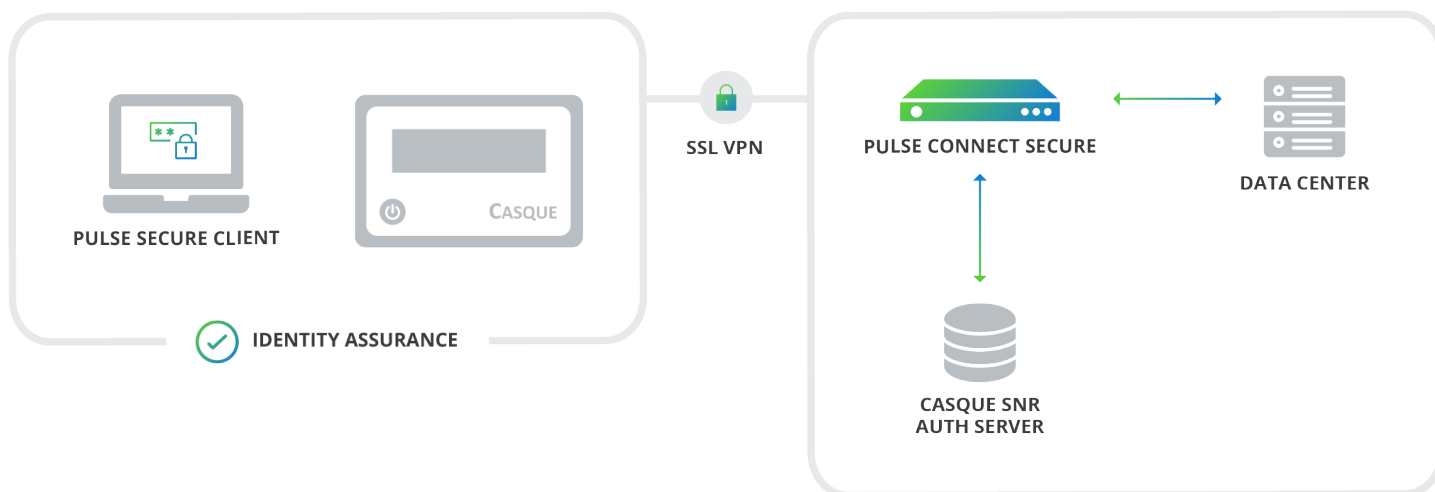 PULSE SECURE CLIENT
CASQUE
IDENTITY ASSURANCE
SSL VPN
PULSE CONNECT SECURE
DATA CENTER
CASQUE SNR
AUTH SERVER
**